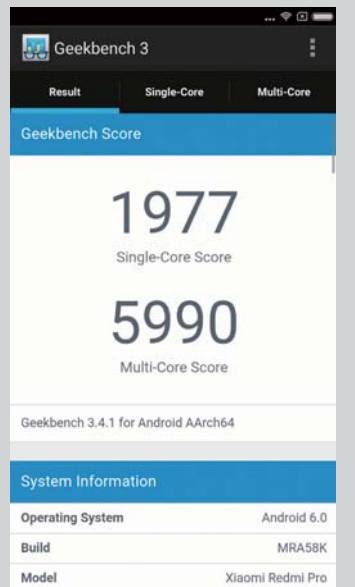 ...
Geekbench 3
Result Single-Core Multi-Core
Geekbench Score
1977
Single-Core Score
5990
Multi-Core Score
Geekbench 3.4.1 for Android AArch64
System Information
Operating System Android 6.0
Build MRA58K
Model Xiaomi Redmi Pro